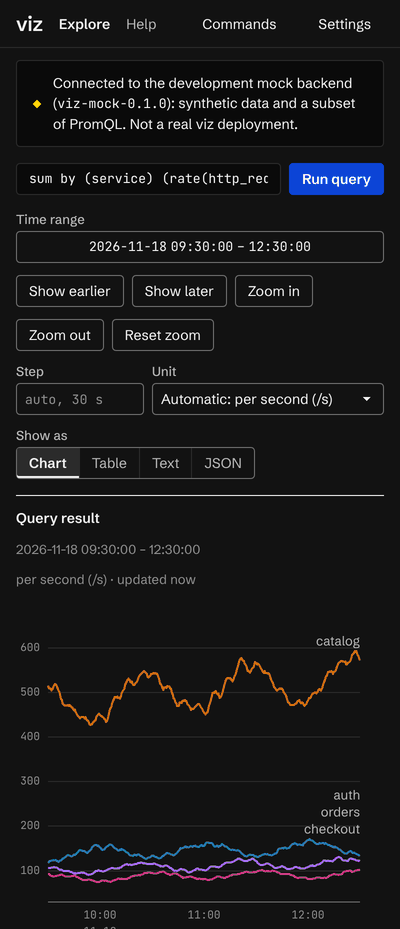 viz Explore Help Commands Settings
Connected to the development mock backend
(viz-mock-0.1.0): synthetic data and a subset
of PromQL. Not a real viz deployment.
sum by (service) (rate(http_rec Run query
Time range
2026-11-18 09:30:00 – 12:30:00
Show earlier Show later Zoom in
Zoom out Reset zoom
Step Unit
auto, 30 s Automatic: per second (/s)
Show as
Chart Table Text JSON
Query result
2026-11-18 09:30:00 – 12:30:00
per second (/s) · updated now
catalog
600
500
400
300
auth
orders
200 checkout
100
10:00 11:00 12:00